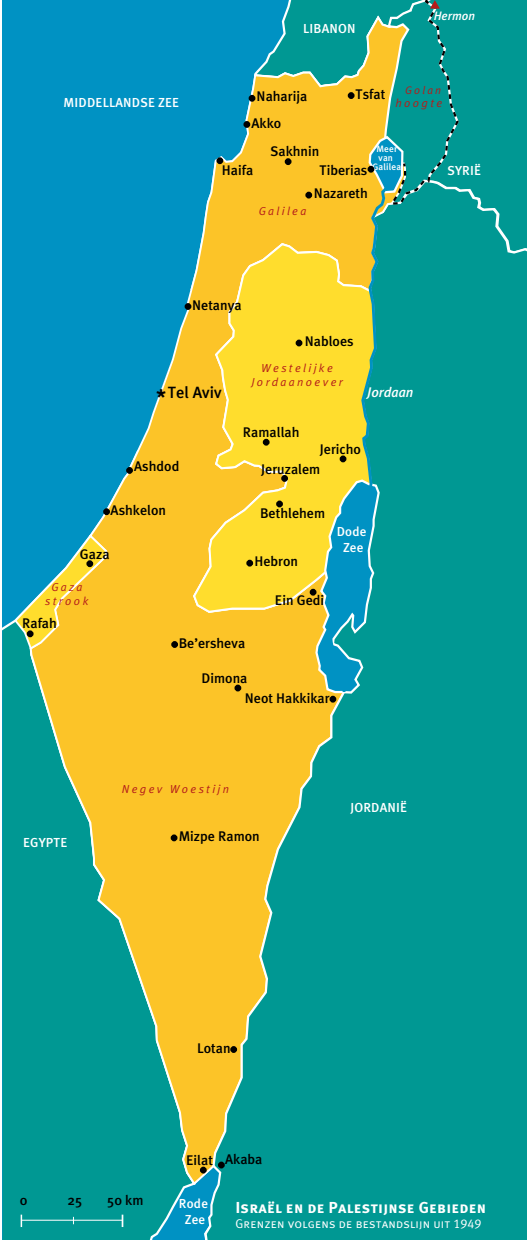 Hermon
LIBANON
Golan
hoogte
MIDDELLANDSE ZEE
Naharija
Tsfat
Akko
Meer
van
Galilea
Sakhnin
Haifa
Tiberias
SYRIË
Nazareth
Galilea
Netanya
Nabloes
Westelijke
Jordaanoever
Tel Aviv
Jordaan
Ramallah
Jericho
Ashdod
Jeruzalem
Ashkelon
Bethlehem
Dode
Zee
Gaza
Hebron
Gaza
strook
Ein Gedi
Rafah
Be'ersheva
Dimona
Neot Hakkikar
Negev Woestijn
JORDANIË
Mizpe Ramon
EGYPTE
Lotan
Eilat
Akaba
0 25 50 km
Rode
Zee
ISRAËL EN DE PALESTIJNSE GEBIEDEN
GRENZEN VOLGENS DE BESTANDSLIJN UIT 1949